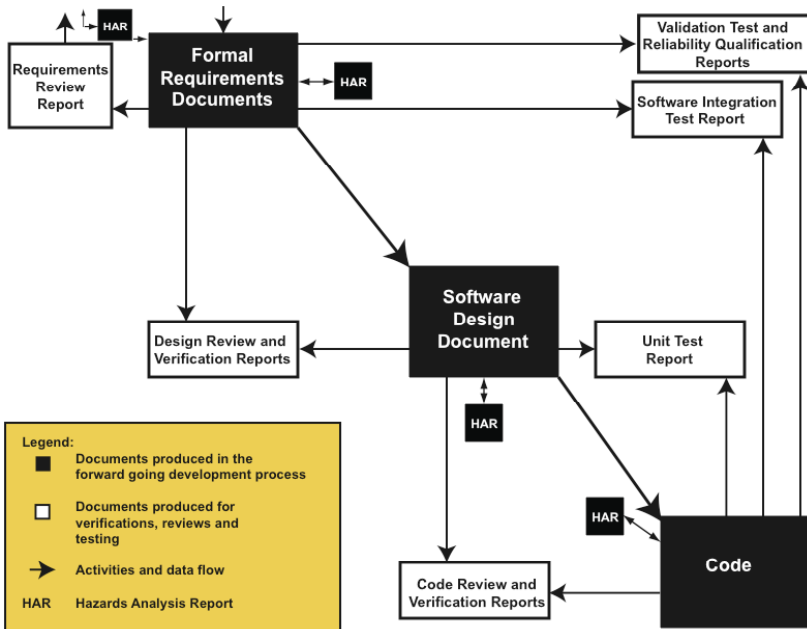 HAR
Formal
Requirements
Documents
Validation Test and
Reliability Qualification
Reports
Requirements
Review
Report
HAR
Software Integration
Test Report
Software
Design
Document
Design Review and
Verification Reports
Unit Test
Report
HAR
Legend:
Documents produced in the
forward going development process
Documents produced for
verifications, reviews and
testing
Activities and data flow
HAR Hazards Analysis Report
HAR
Code
Code Review and
Verification Reports